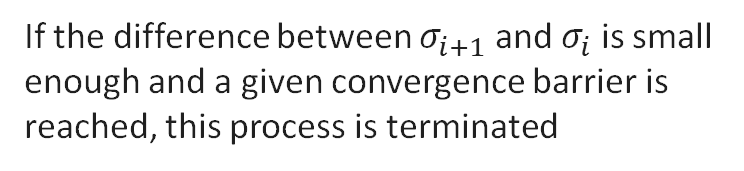 If the difference between σᵢ₊₁ and σᵢ is small
enough and a given convergence barrier is
reached, this process is terminated